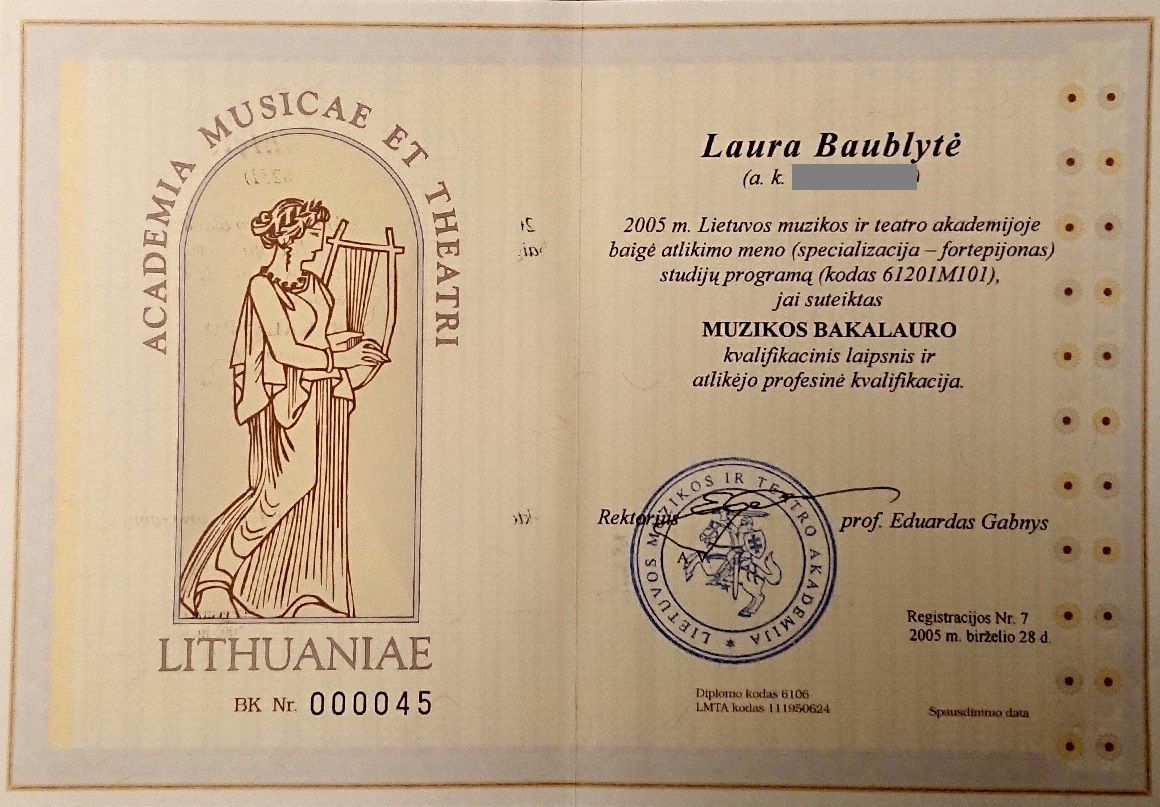 ACADEMIA MUSICAE ET THEATRI
LITHUANIAE
BK Nr. 000045
Laura Baublytė
(a. k. )
2005 m. Lietuvos muzikos ir teatro akademijoje
baigė atlikimo meno (specializacija – fortepijonas)
studijų programą (kodas 61201M101),
jai suteiktas
MUZIKOS BAKALAURO
kvalifikacinis laipsnis ir
atlikėjo profesinė kvalifikacija.
Rektorius
prof. Eduardas Gabnys
LIETUVOS MUZIKOS IR TEATRO AKADEMIJA
A
Registracijos Nr. 7
2005 m. birželio 28 d.
Diplomo kodas 6106
LMTA kodas 111950624
Spausdinimo data